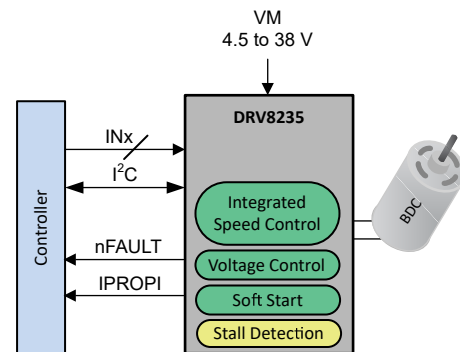 VM
4.5 to 38 V
DRV8235
INx
I²C
Integrated
Speed Control
BDC
Controller
nFAULT
Voltage Control
IPROPI
Soft Start
Stall Detection